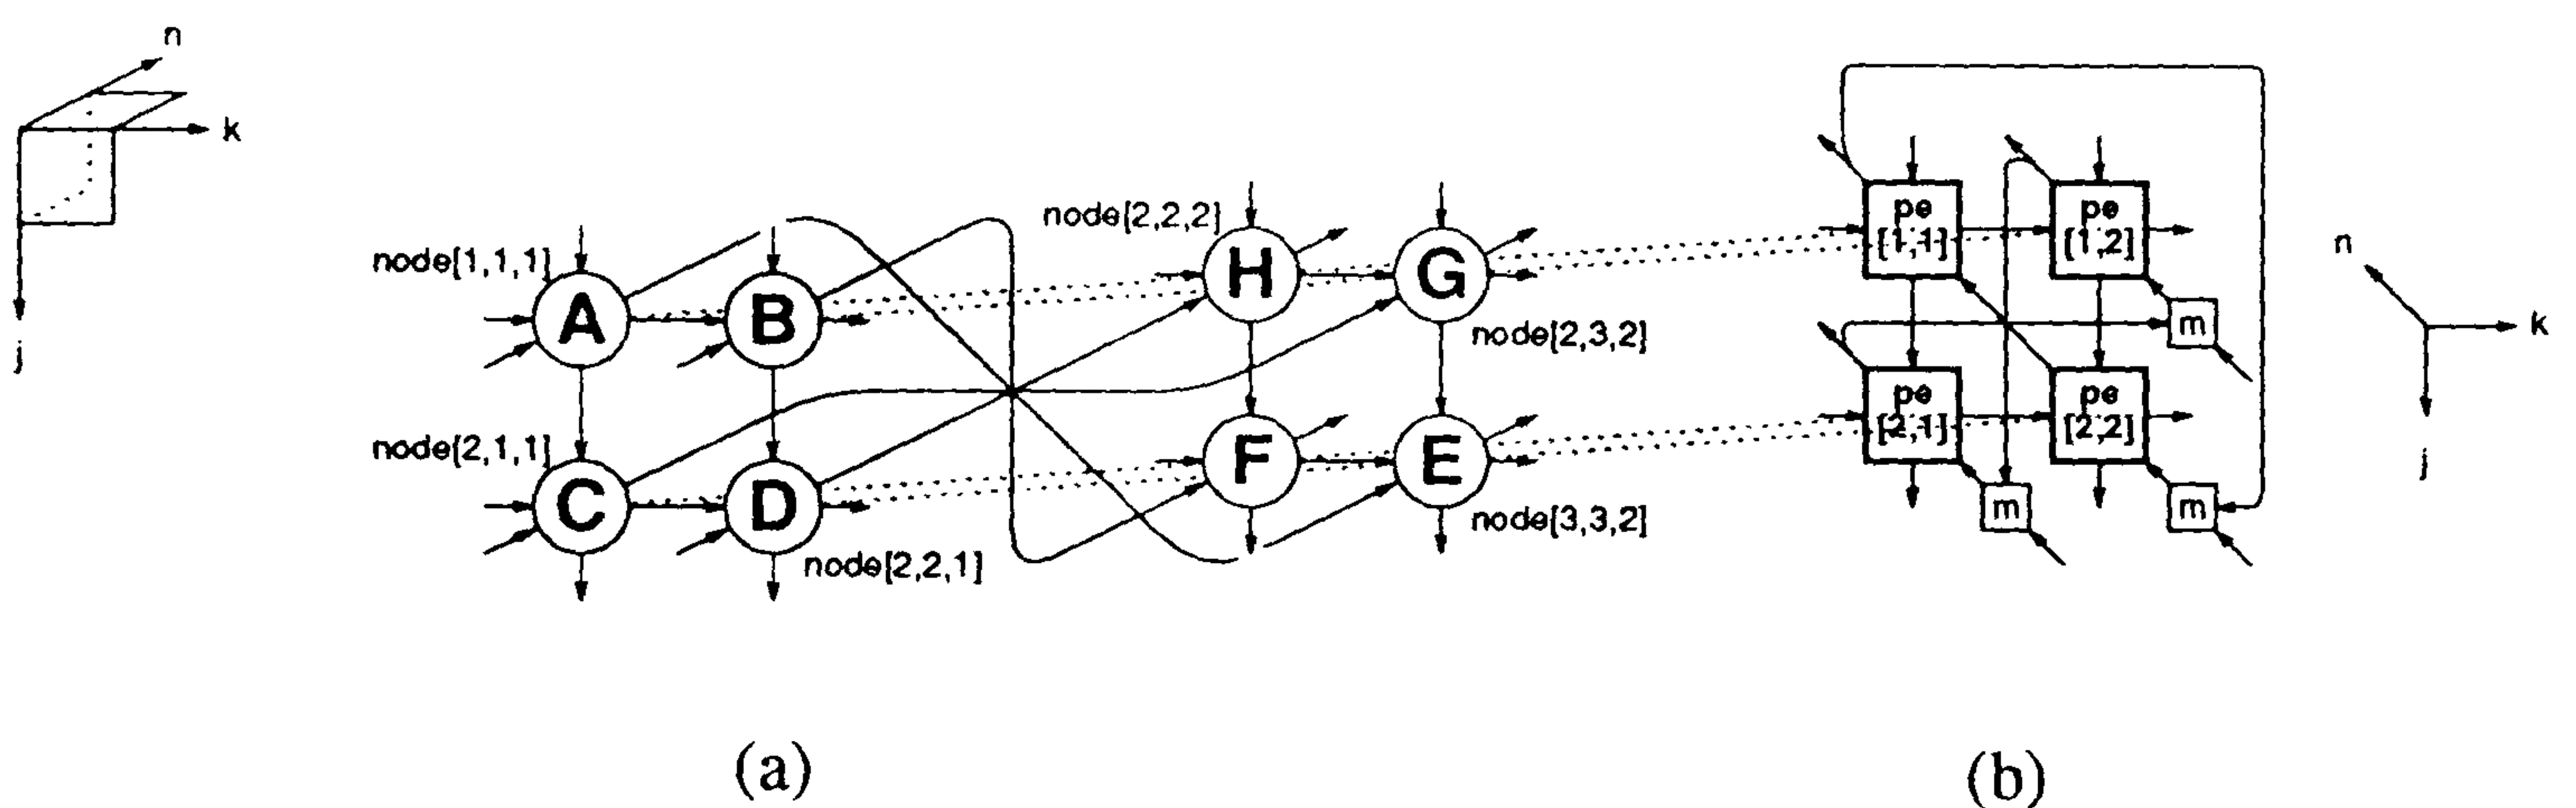 n
k
j
node[1,1,1]
A
B
node[2,1,1]
C
D
node[2,2,1]
node[2,2,2]
H
G
node[2,3,2]
F
E
node[3,3,2]
(a)
pe
[1,1]
pe
[1,2]
m
pe
[2,1]
pe
[2,2]
m
m
n
k
j
(b)